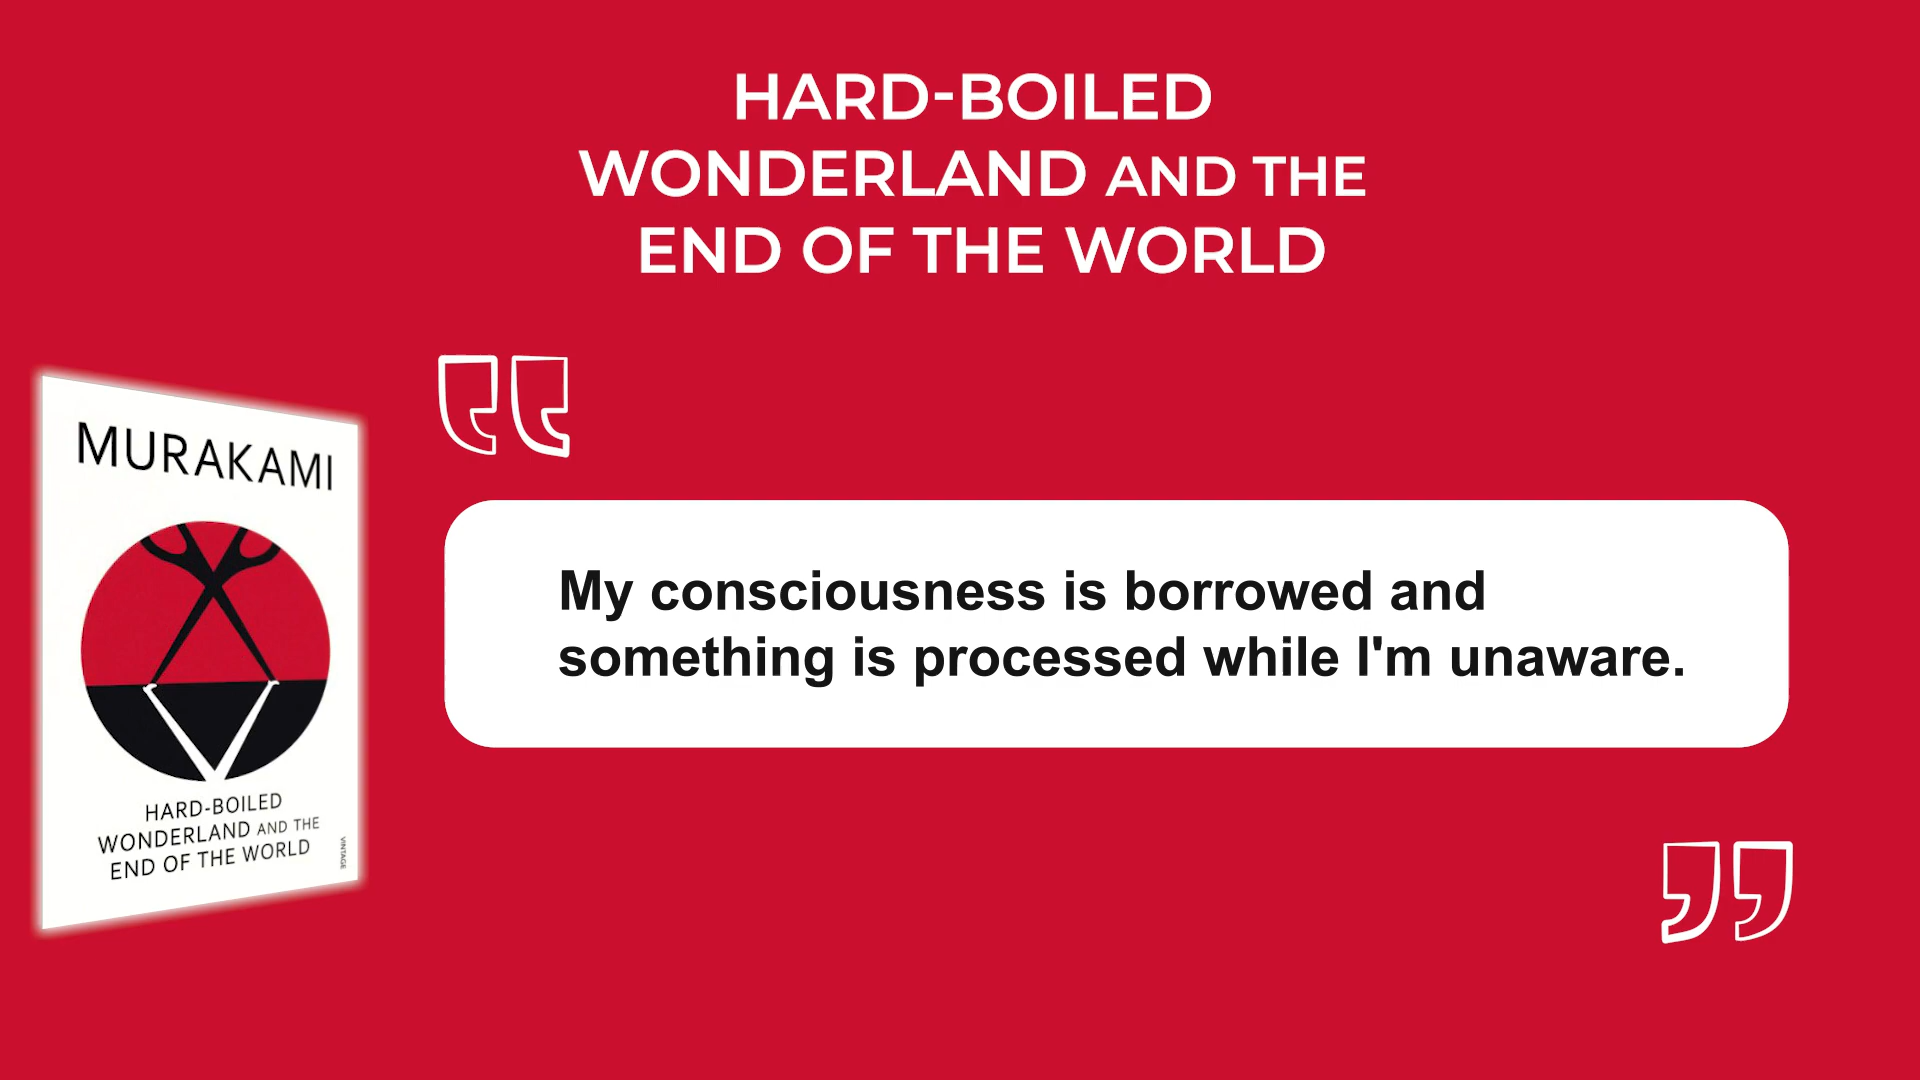 HARD-BOILED
WONDERLAND AND THE
END OF THE WORLD
MURAKAMI
HARD-BOILED
WONDERLAND AND THE
END OF THE WORLD
VINTAGE
My consciousness is borrowed and
something is processed while I'm unaware.